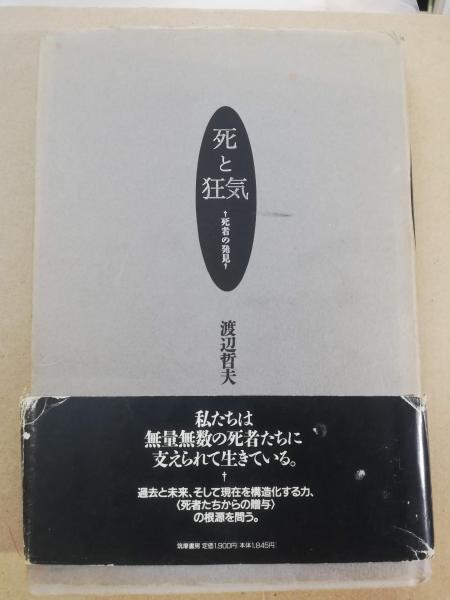 死
と
狂気
†死者の発見†
渡辺哲夫
私たちは
無量無数の死者たちに
支えられて生きている。
†
過去と未来、そして現在を構造化する力、
〈死者たちからの贈与〉
の根源を問う。
筑摩書房 定価1,900円(本体1,845円)